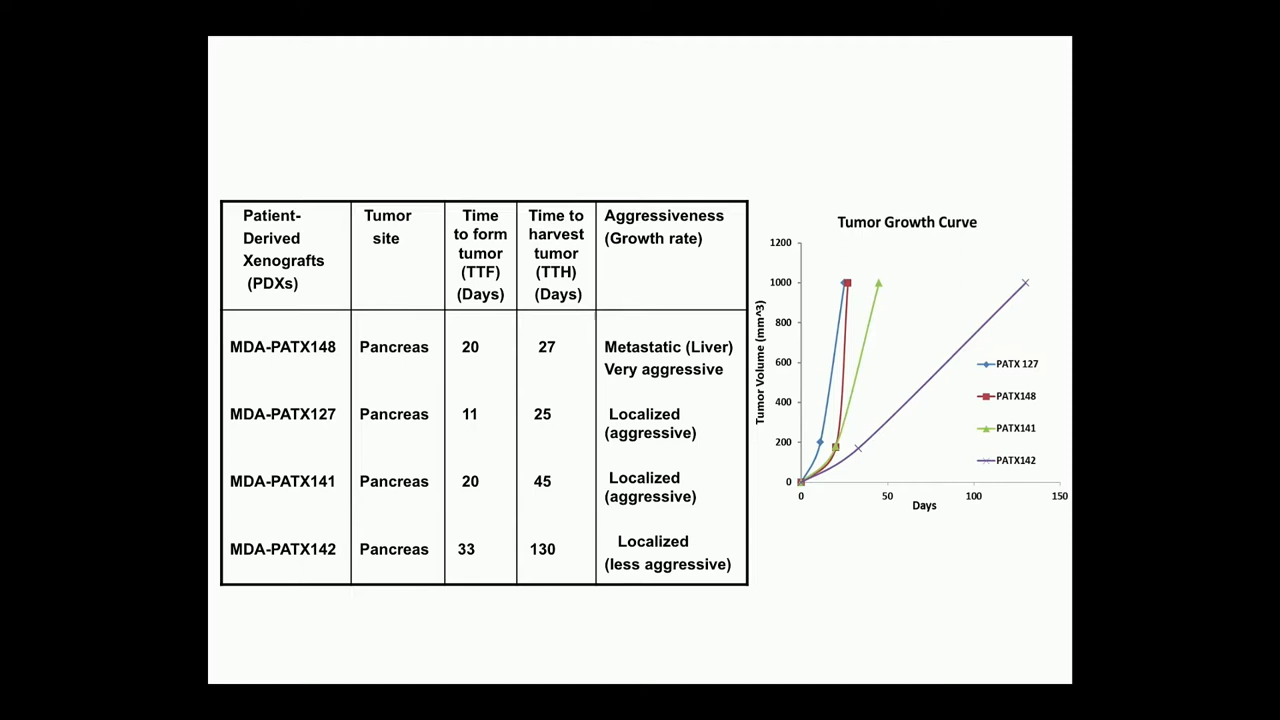 Patient-
Derived
Xenografts
(PDXs)
Tumor
site
Time
to form
tumor
(TTF)
(Days)
Time to
harvest
tumor
(TTH)
(Days)
Aggressiveness
(Growth rate)
MDA-PATX148
Pancreas
20
27
Metastatic (Liver)
Very aggressive
MDA-PATX127
Pancreas
11
25
Localized
(aggressive)
MDA-PATX141
Pancreas
20
45
Localized
(aggressive)
MDA-PATX142
Pancreas
33
130
Localized
(less aggressive)
Tumor Growth Curve
Tumor Volume (mm^3)
1200
1000
800
600
400
200
0
0
50
100
150
Days
PATX 127
PATX148
PATX141
PATX142